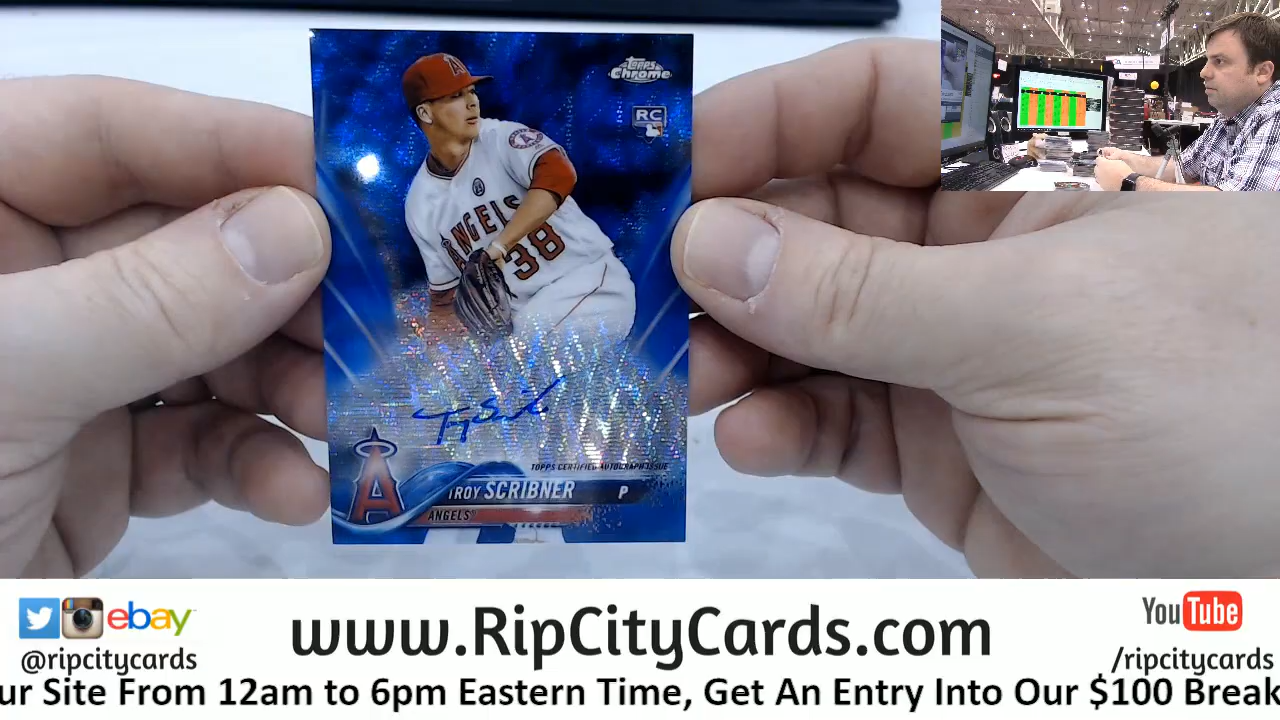 Topps
Chrome
RC
ANGELS
38
TOPPS CERTIFIED AUTOGRAPH ISSUE
TROY SCRIBNER P
ANGELS
ebay
@ripcitycards
www.RipCityCards.com
YouTube
/ripcitycards
ur Site From 12am to 6pm Eastern Time, Get An Entry Into Our $100 Break